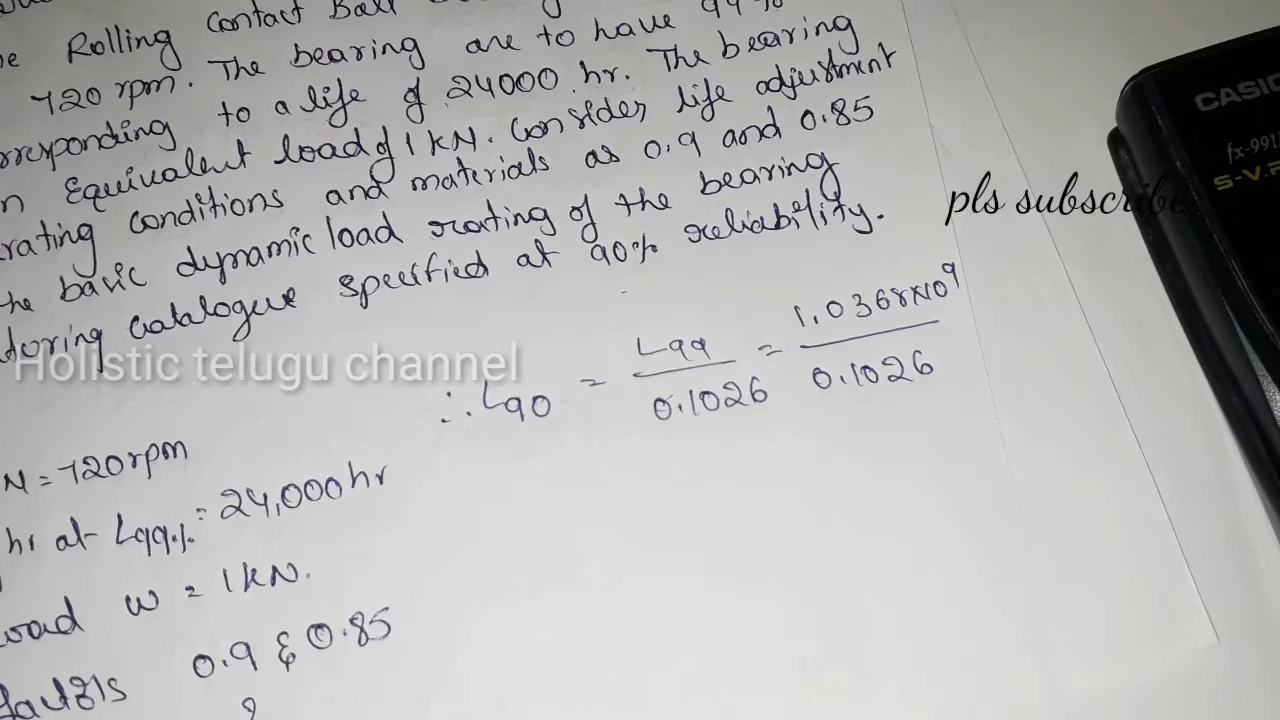 Rolling Contact Ball
720 rpm. The bearing are to have 99%
rresponding to a life of 24000 hr. The bearing
n Equivalent load of 1 kN. Consider life adjustment
rating conditions and materials as 0.9 and 0.85
the basic dynamic load rating of the bearing
during catalogue specified at 90% reliability.
CASIO
fx-991
S-V.P
pls subscribe
Holistic telugu channel
∴ L90 = L99 / 0.1026 = 1.0368×10^9 / 0.1026
N = 720 rpm
hr at L99% = 24,000 hr
load W = 1 kN.
factors 0.9 & 0.85